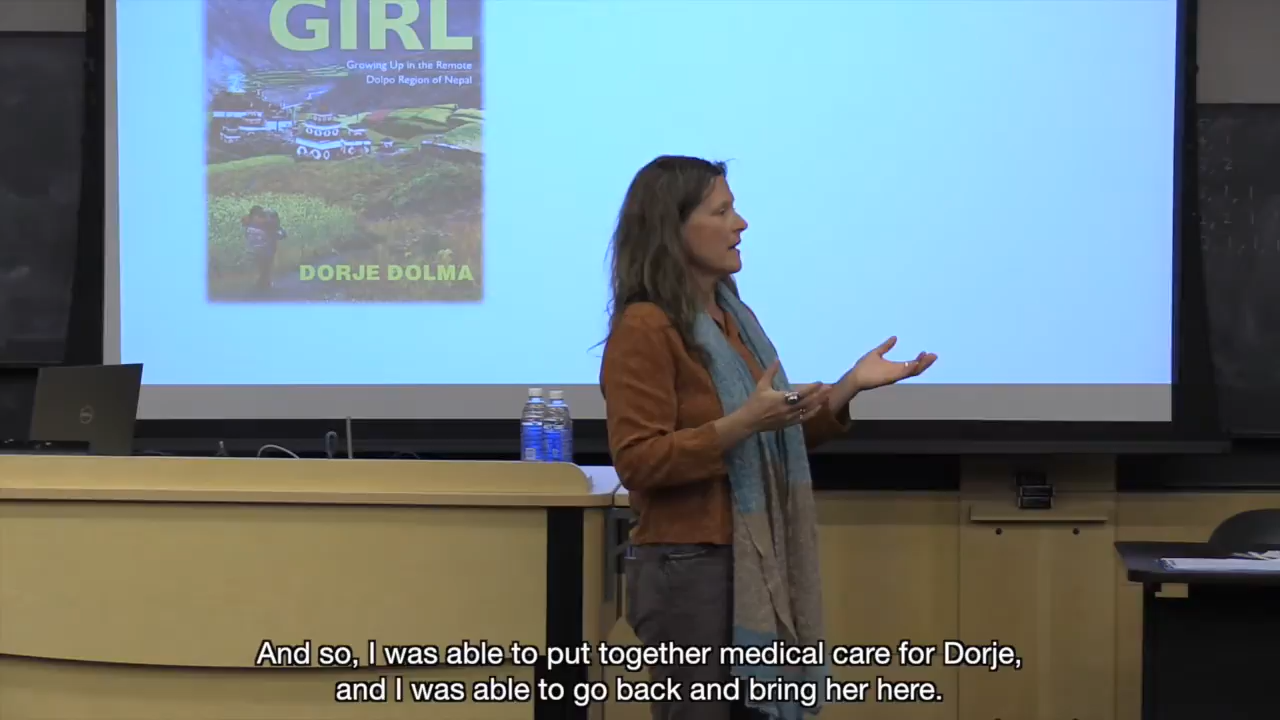 GIRL
Growing Up in the Remote
Dolpo Region of Nepal
DORJE DOLMA
DELL
And so, I was able to put together medical care for Dorje,
and I was able to go back and bring her here.